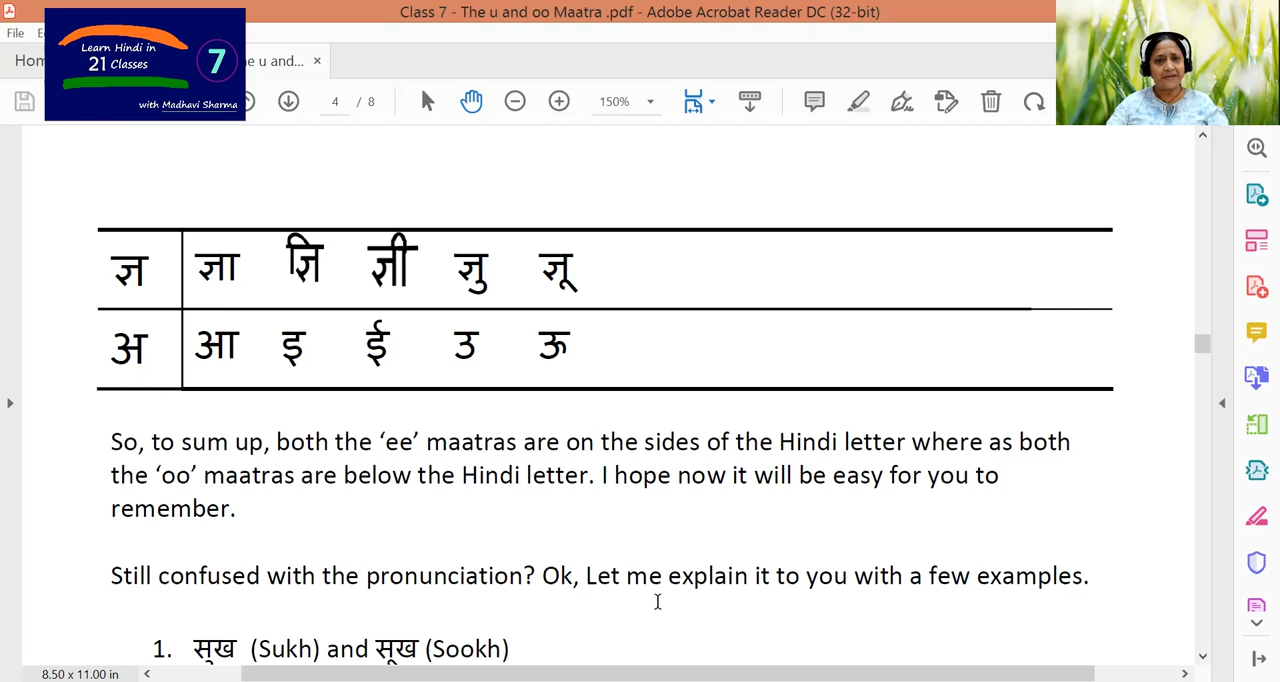 Class 7 - The u and oo Maatra .pdf - Adobe Acrobat Reader DC (32-bit)
File
Learn Hindi in
21 Classes
7
with Madhavi Sharma
Hom
e u and... ×
4 / 8
150%
ज्ञ ज्ञा ज्ञि ज्ञी ज्ञु ज्ञू
अ आ इ ई उ ऊ
So, to sum up, both the ‘ee’ maatras are on the sides of the Hindi letter where as both
the ‘oo’ maatras are below the Hindi letter. I hope now it will be easy for you to
remember.
Still confused with the pronunciation? Ok, Let me explain it to you with a few examples.
1. सुख (Sukh) and सूख (Sookh)
8.50 x 11.00 in